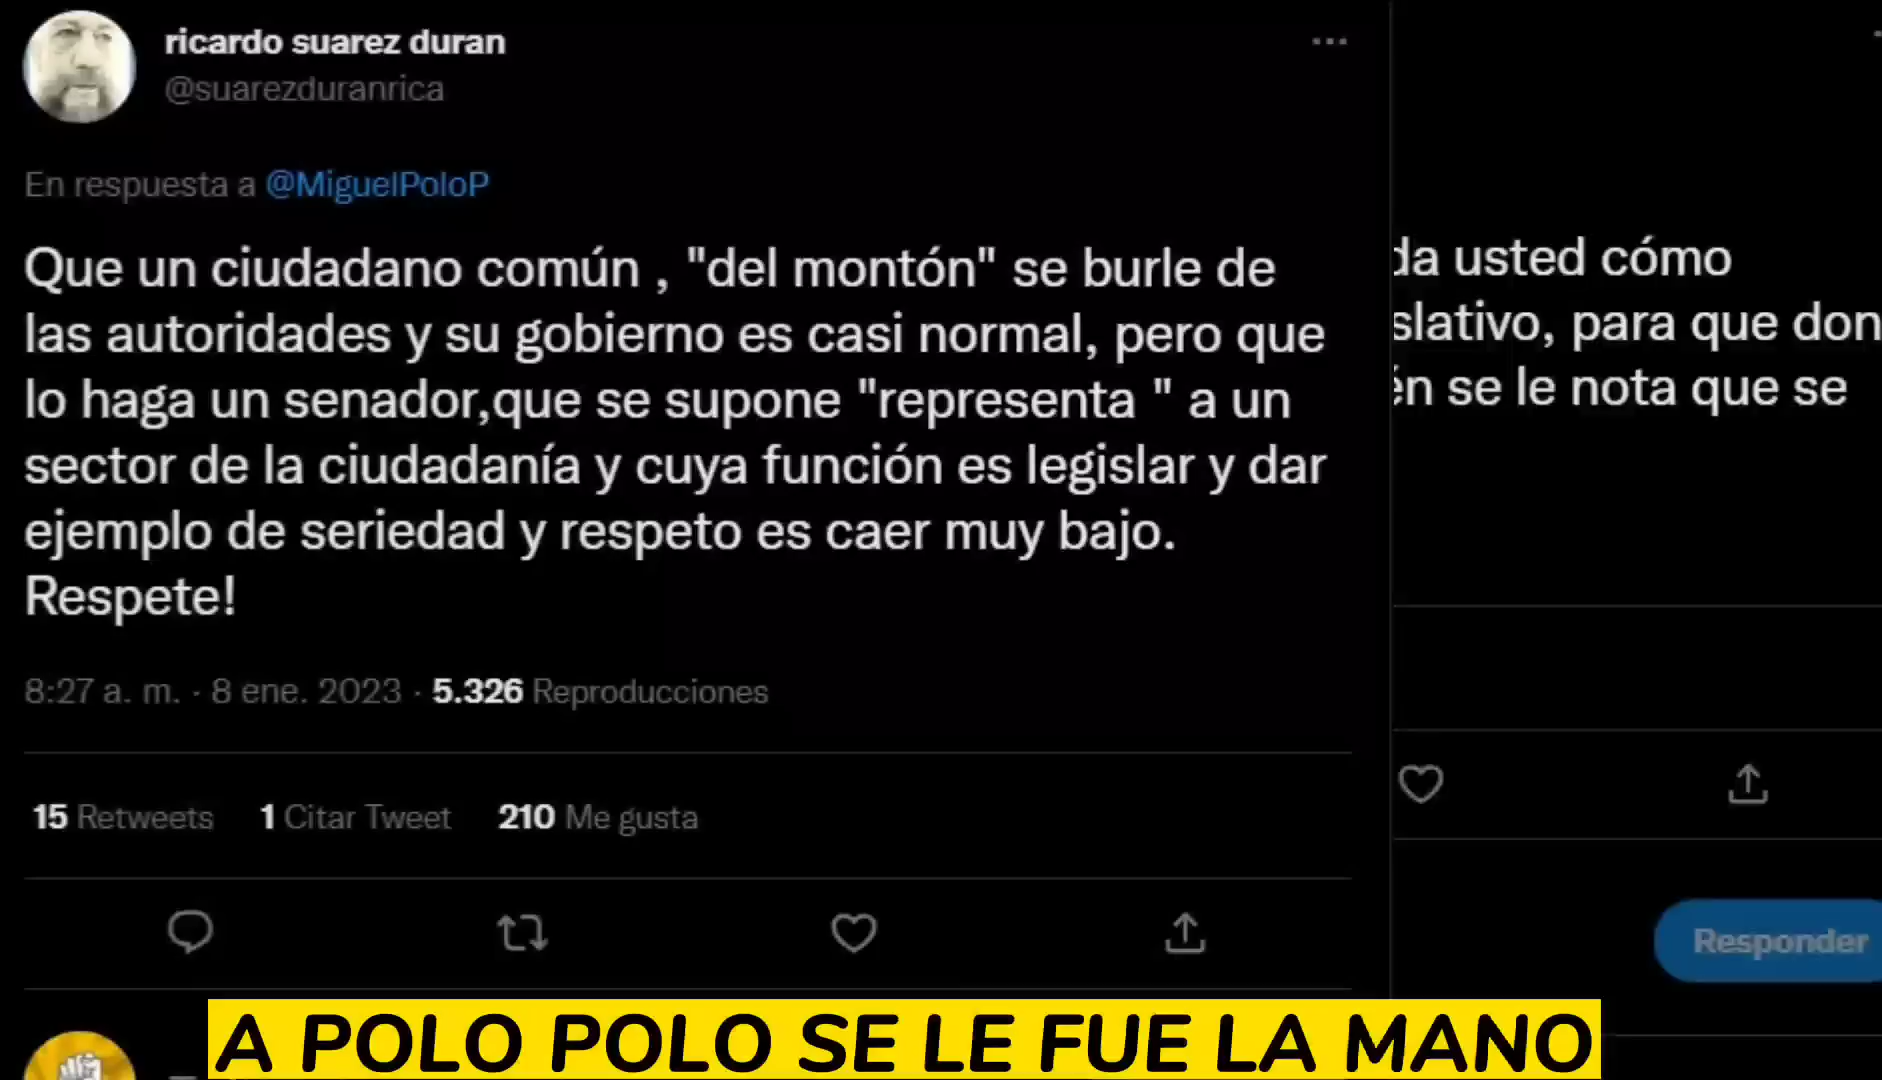 ricardo suarez duran
@suarezduranrica
En respuesta a @MiguelPoloP
Que un ciudadano común , "del montón" se burle de
las autoridades y su gobierno es casi normal, pero que
lo haga un senador,que se supone "representa " a un
sector de la ciudadanía y cuya función es legislar y dar
ejemplo de seriedad y respeto es caer muy bajo.
Respete!
8:27 a. m. · 8 ene. 2023 · 5.326 Reproducciones
15 Retweets 1 Citar Tweet 210 Me gusta
da usted cómo
slativo, para que don
én se le nota que se
Responder
A POLO POLO SE LE FUE LA MANO